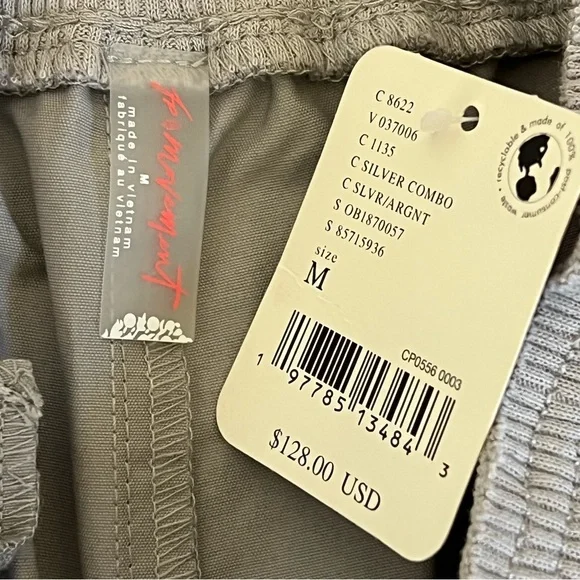 fp movement
M
made in vietnam
fabriqué au vietnam
C 8622
V 037006
C 1135
C SILVER COMBO
C SLVR/ARGNT
S OB1870057
S 85715936
size
M
recyclable & made of 100% post-consumer waste
CP0556 0003
1 97785 13484 3
$128.00 USD